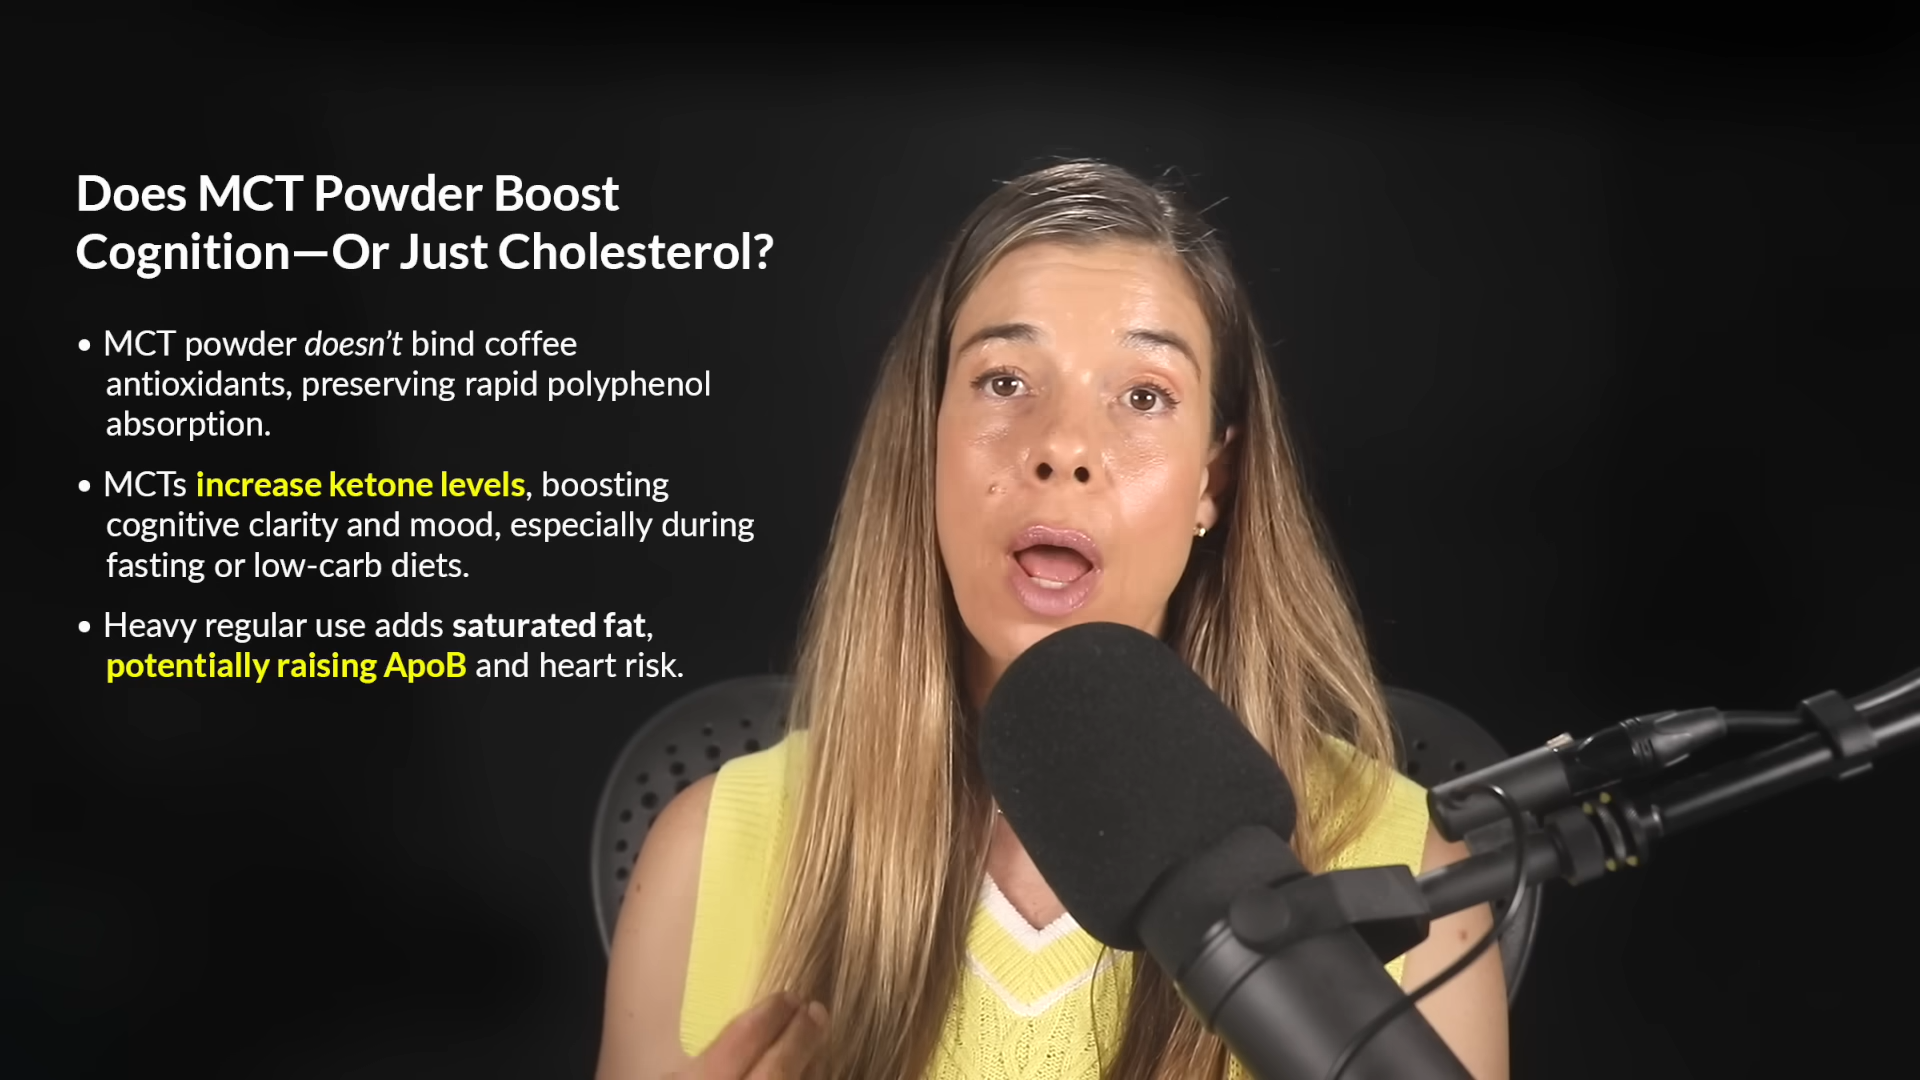 Does MCT Powder Boost
Cognition—Or Just Cholesterol?
• MCT powder doesn't bind coffee
antioxidants, preserving rapid polyphenol
absorption.
• MCTs increase ketone levels, boosting
cognitive clarity and mood, especially during
fasting or low-carb diets.
• Heavy regular use adds saturated fat,
potentially raising ApoB and heart risk.